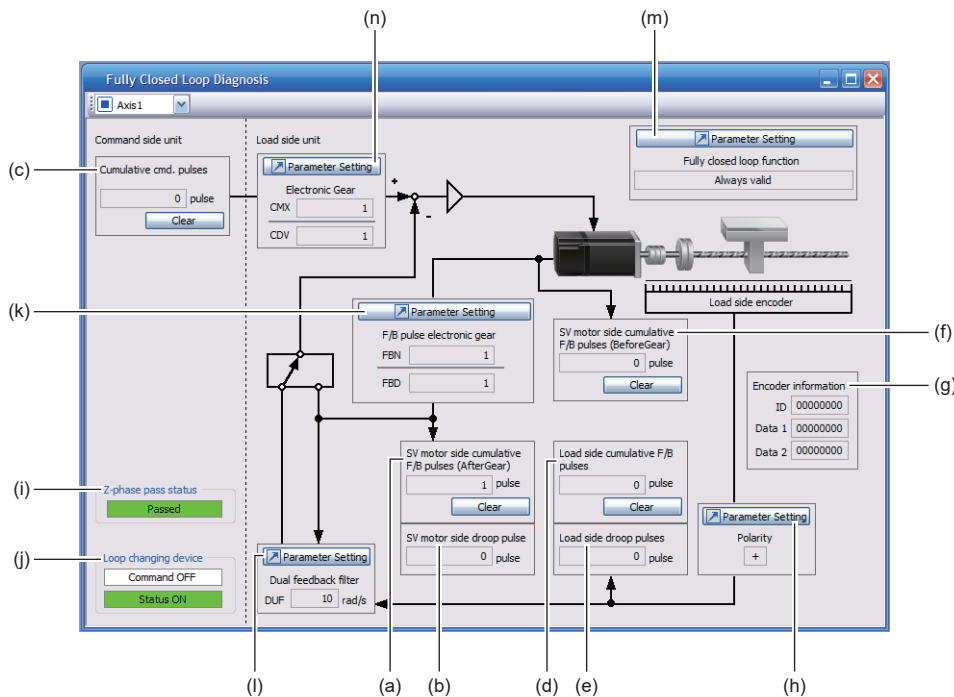 (n)
(m)
Fully Closed Loop Diagnosis
Axis1
Command side unit
Load side unit
(c)
Cumulative cmd. pulses
0 pulse
Clear
Parameter Setting
Electronic Gear
CMX 1
CDV 1
+
-
Parameter Setting
Fully closed loop function
Always valid
Load side encoder
(k)
Parameter Setting
F/B pulse electronic gear
FBN 1
FBD 1
SV motor side cumulative
F/B pulses (BeforeGear)
0 pulse
Clear
(f)
Encoder information
ID 00000000
Data 1 00000000
Data 2 00000000
(g)
SV motor side cumulative
F/B pulses (AfterGear)
1 pulse
Clear
SV motor side droop pulse
0 pulse
Load side cumulative F/B
pulses
0 pulse
Clear
Load side droop pulses
0 pulse
(i)
Z-phase pass status
Passed
(j)
Loop changing device
Command OFF
Status ON
Parameter Setting
Dual feedback filter
DUF 10 rad/s
Parameter Setting
Polarity
+
(l)
(a)
(b)
(d)
(e)
(h)